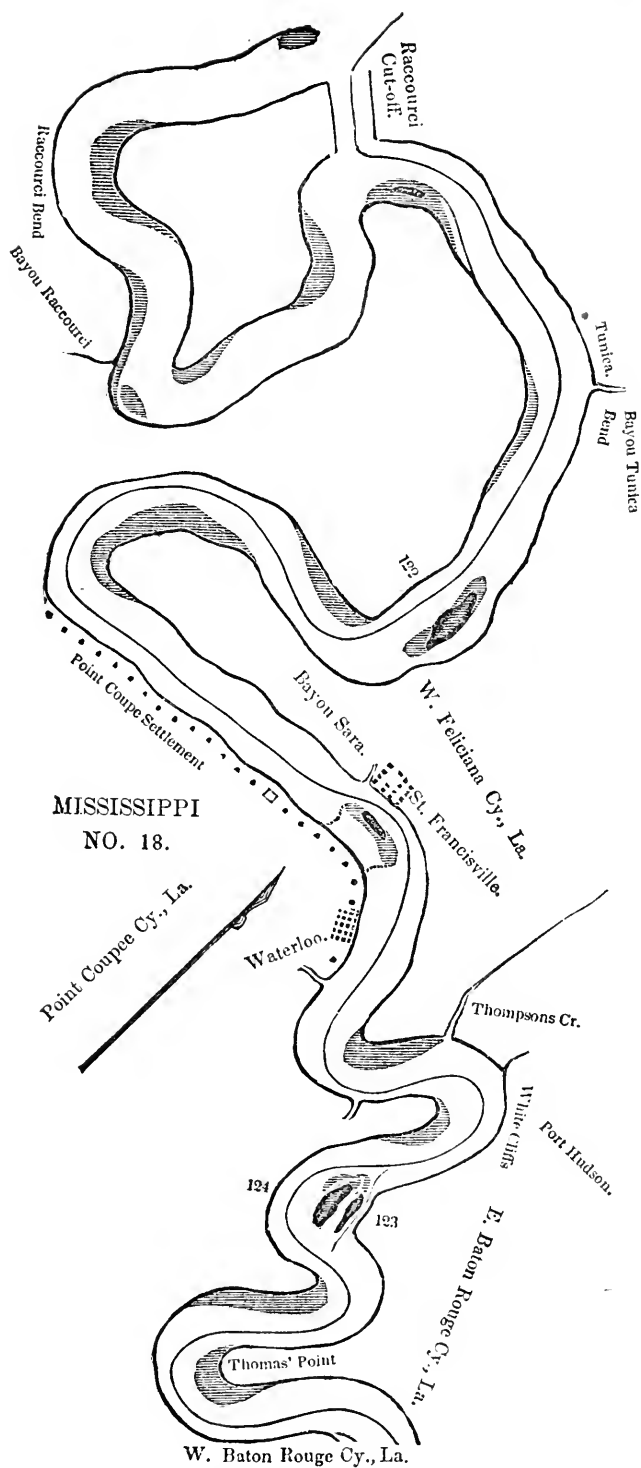 Raccourci
Cut-off.
Raccourci Bend
Bayou Raccourci
Tunica.
Bayou Tunica
Bend
122
Point Coupe Settlement
Bayou Sara.
W. Feliciana Cy., La.
St. Francisville.
MISSISSIPPI
NO. 18.
Point Coupee Cy., La.
Waterloo.
Thompsons Cr.
White Cliffs
Port Hudson.
124
123
E. Baton Rouge Cy., La.
Thomas' Point
W. Baton Rouge Cy., La.